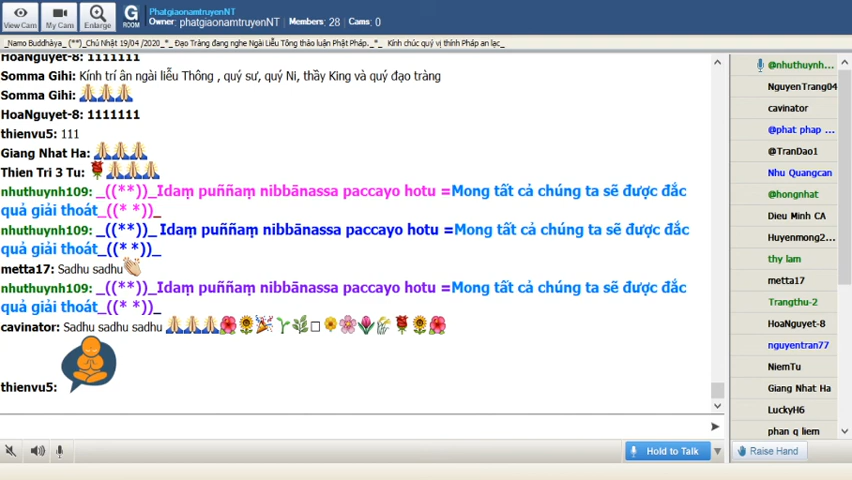 View Cam
My Cam
Enlarge
G
ROOM
PhatgiaonamtruyenNT
Owner: phatgiaonamtruyenNT Members: 28 Cams: 0
_Namo Buddhàya_ (**)_Chủ Nhật 19/04 /2020_*_ Đạo Tràng đang nghe Ngài Liễu Tông thảo luận Phật Pháp._*_ Kính chúc quý vị thính Pháp an lạc_
HoaNguyet-8: 1111111
Somma Gihi: Kính trí ân ngài liễu Thông , quý sư, quý Ni, thầy King và quý đạo tràng
Somma Gihi: 🙏🙏🙏
HoaNguyet-8: 1111111
thienvu5: 111
Giang Nhat Ha: 🙏🙏🙏
Thien Tri 3 Tu: 🌹🙏🙏🙏
nhuthuynh109: _((**))_Idaṃ puññaṃ nibbānassa paccayo hotu =Mong tất cả chúng ta sẽ được đắc
quả giải thoát_((* *))_
nhuthuynh109: _((**))_ Idaṃ puññaṃ nibbānassa paccayo hotu =Mong tất cả chúng ta sẽ được đắc
quả giải thoát_((* *))_
metta17: Sadhu sadhu👏
nhuthuynh109: _((**))_Idaṃ puññaṃ nibbānassa paccayo hotu =Mong tất cả chúng ta sẽ được đắc
quả giải thoát_((* *))_
cavinator: Sadhu sadhu sadhu 🙏🙏🙏🌺🌻🎉🌱🌿□🌼🌸🌷🌾🌹🌻🌺
thienvu5:
@nhuthuynh...
NguyenTrang04
cavinator
@phat phap ...
@TranDao1
Nhu Quangcan
@hongnhat
Dieu Minh CA
Huyenmong2...
thy lam
metta17
Trangthu-2
HoaNguyet-8
nguyentran77
NiemTu
Giang Nhat Ha
LuckyH6
phan q liem
Hold to Talk
Raise Hand